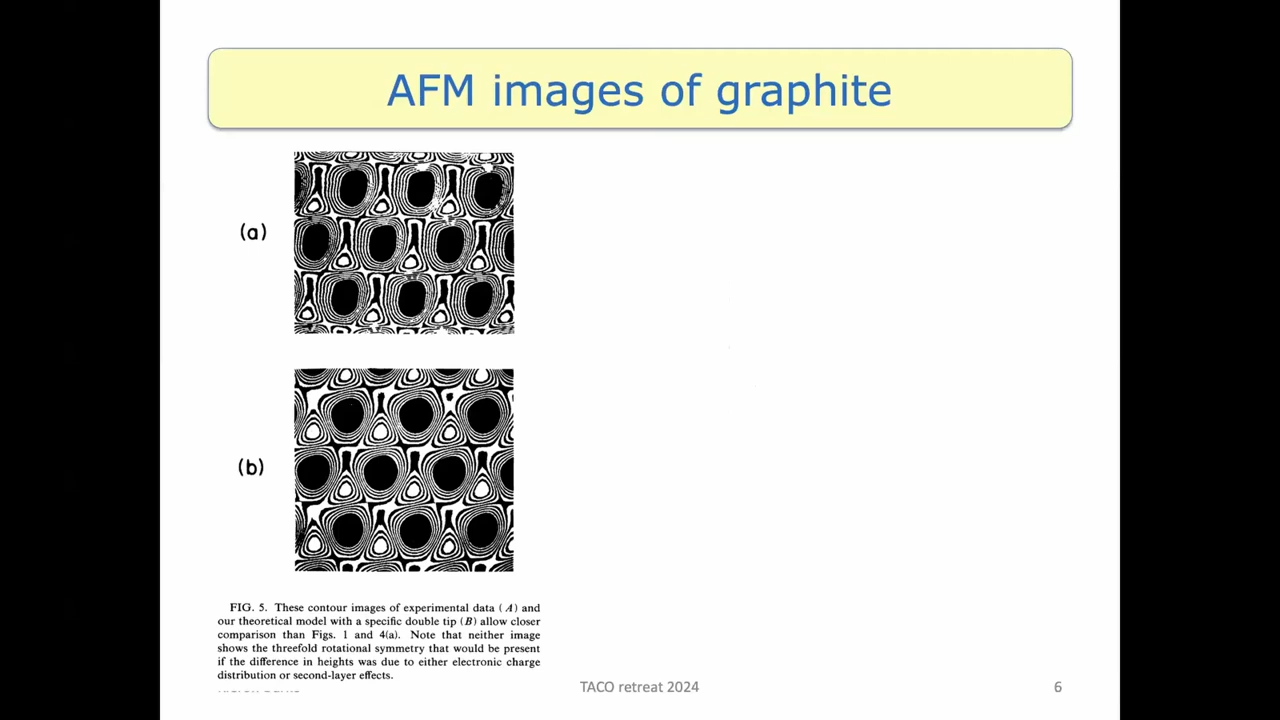 AFM images of graphite
(a)
(b)
FIG. 5. These contour images of experimental data (A) and
our theoretical model with a specific double tip (B) allow closer
comparison than Figs. 1 and 4(a). Note that neither image
shows the threefold rotational symmetry that would be present
if the difference in heights was due to either electronic charge
distribution or second-layer effects.
TACO retreat 2024
6